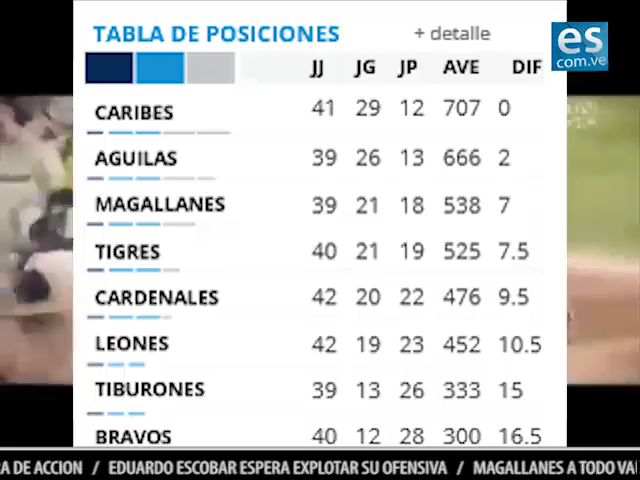 TABLA DE POSICIONES + detalle
es
com.ve
JJ JG JP AVE DIF
CARIBES 41 29 12 707 0
AGUILAS 39 26 13 666 2
MAGALLANES 39 21 18 538 7
TIGRES 40 21 19 525 7.5
CARDENALES 42 20 22 476 9.5
LEONES 42 19 23 452 10.5
TIBURONES 39 13 26 333 15
BRAVOS 40 12 28 300 16.5
A DE ACCION / EDUARDO ESCOBAR ESPERA EXPLOTAR SU OFENSIVA / MAGALLANES A TODO VA